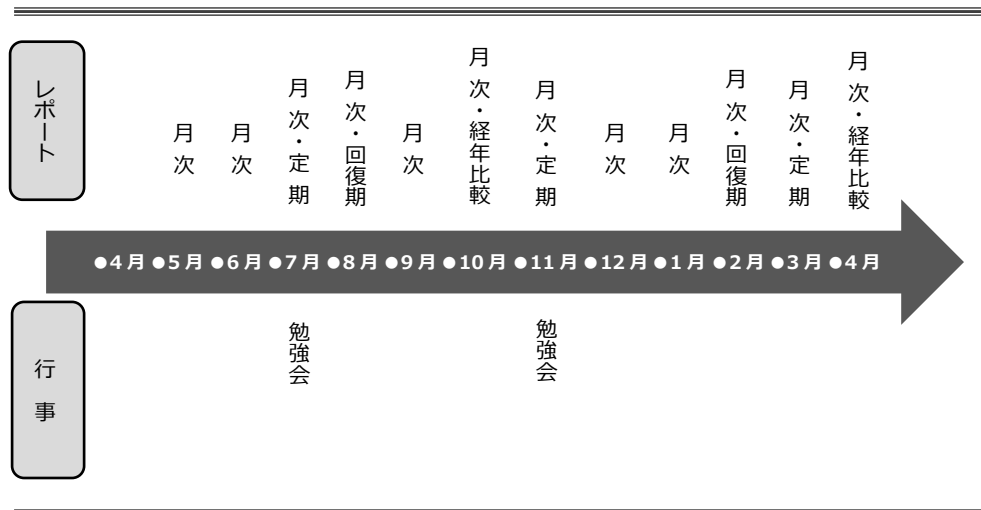 レポート
月次
月次
月次・定期
月次・回復期
月次
月次・経年比較
月次・定期
月次
月次
月次・回復期
月次・定期
月次・経年比較
●4月 ●5月 ●6月 ●7月 ●8月 ●9月 ●10月 ●11月 ●12月 ●1月 ●2月 ●3月 ●4月
行事
勉強会
勉強会